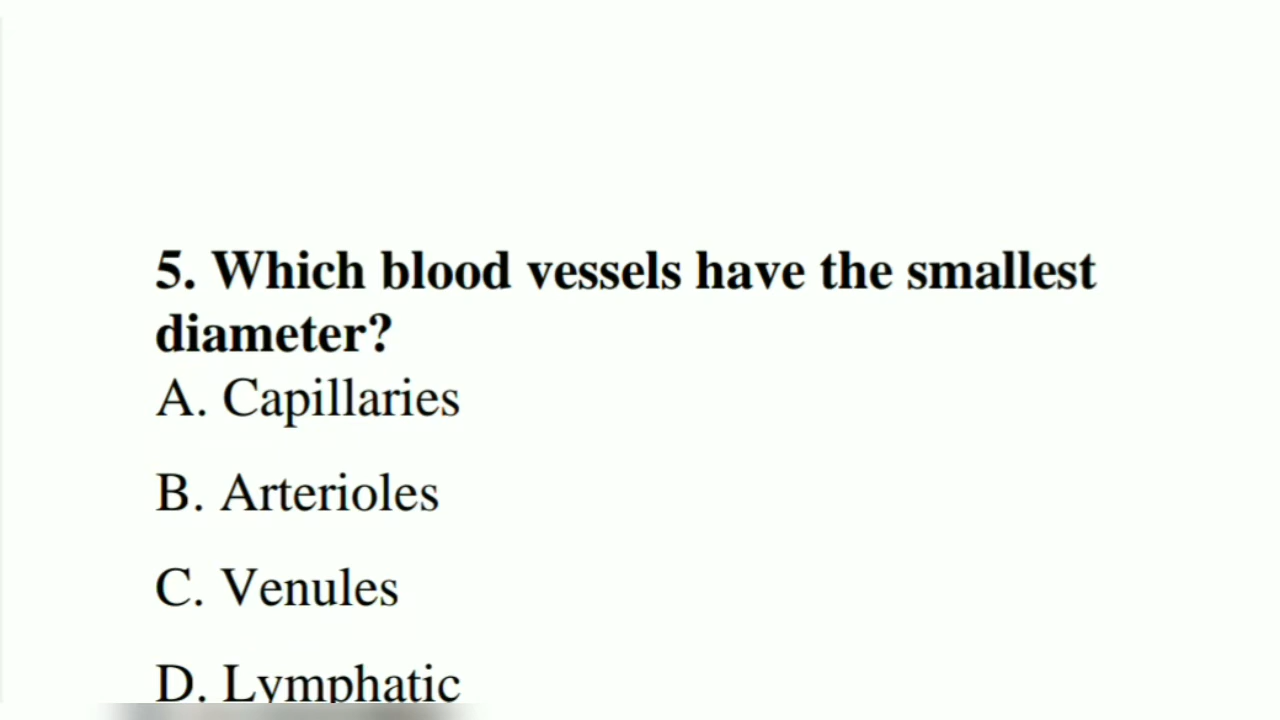 5. Which blood vessels have the smallest
diameter?
A. Capillaries
B. Arterioles
C. Venules
D. Lymphatic